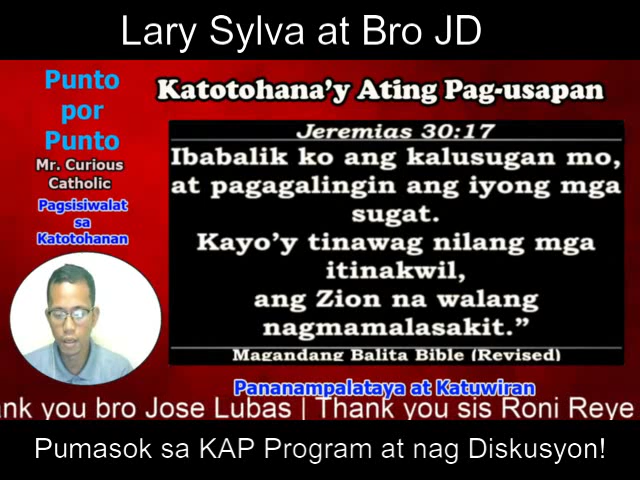 Lary Sylva at Bro JD
Punto
por
Punto
Mr. Curious
Catholic
Pagsisiwalat
sa
Katotohanan
Katotohana'y Ating Pag-usapan
Jeremias 30:17
Ibabalik ko ang kalusugan mo,
at pagagalingin ang iyong mga
sugat.
Kayo'y tinawag nilang mga
itinakwil,
ang Zion na walang
nagmamalasakit.”
Magandang Balita Bible (Revised)
Pananampalataya at Katuwiran
ank you bro Jose Lubas | Thank you sis Roni Reye
Pumasok sa KAP Program at nag Diskusyon!